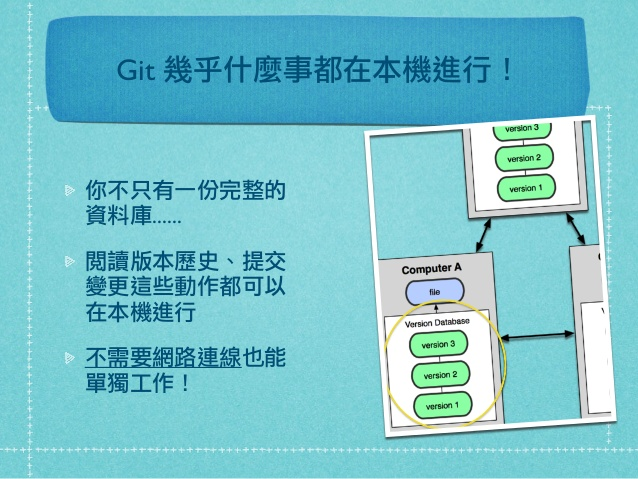 Git 幾乎什麼事都在本機進行！
你不只有一份完整的
資料庫......
閱讀版本歷史、提交
變更這些動作都可以
在本機進行
不需要網路連線也能
單獨工作！
version 3
version 2
version 1
Computer A
file
Version Database
version 3
version 2
version 1